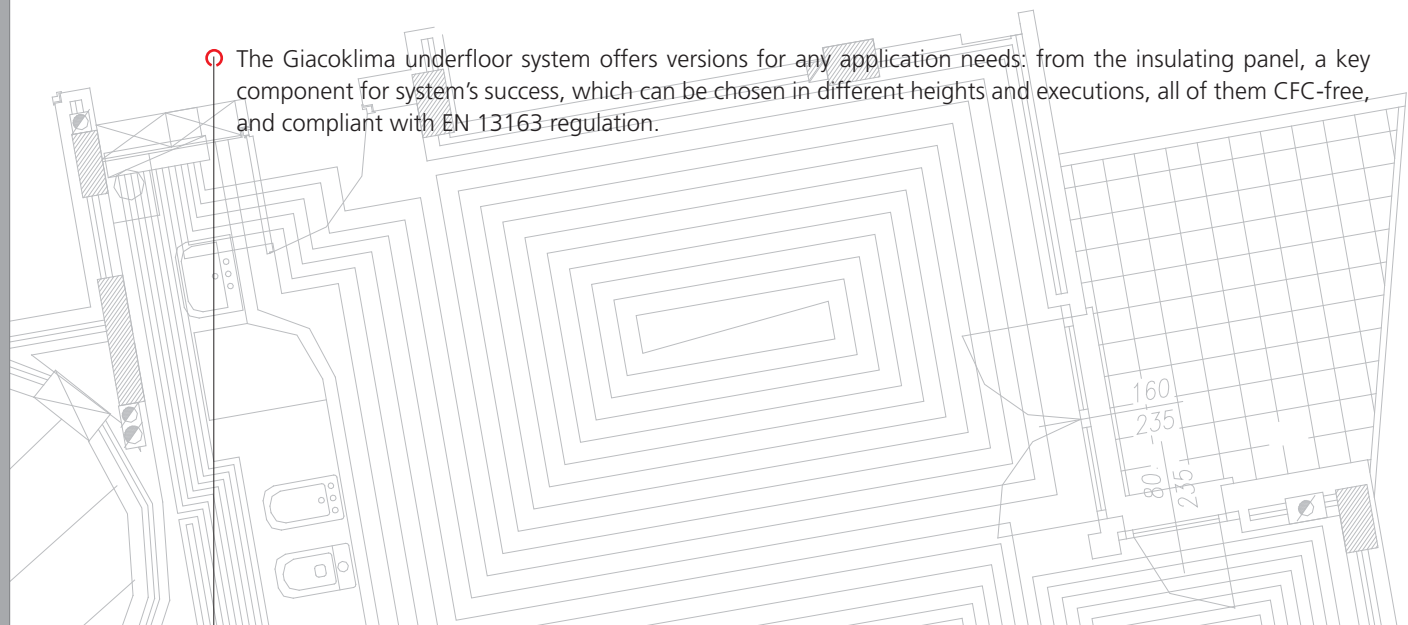 The Giacoklima underfloor system offers versions for any application needs: from the insulating panel, a key
component for system’s success, which can be chosen in different heights and executions, all of them CFC-free,
and compliant with EN 13163 regulation.
160
235
80
235